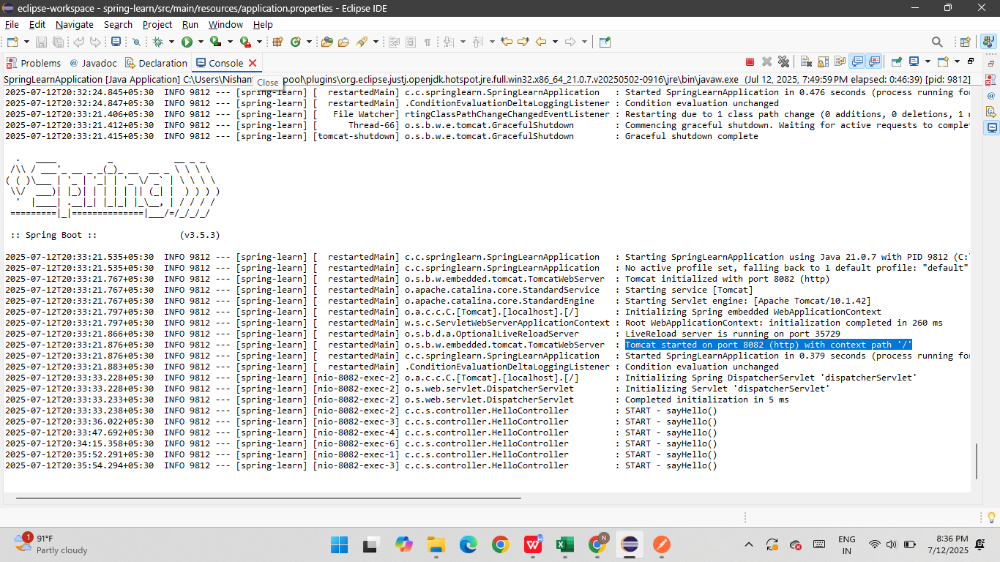 eclipse-workspace - spring-learn/src/main/resources/application.properties - Eclipse IDE
File Edit Navigate Search Project Run Window Help
Problems Javadoc Declaration Console
SpringLearnApplication [Java Application] C:\Users\Nishant pool\plugins\org.eclipse.justj.openjdk.hotspot.jre.full.win32.x86_64_21.0.7.v20250502-0916\jre\bin\javaw.exe (Jul 12, 2025, 7:49:59 PM elapsed: 0:46:39) [pid: 9812]
Close
2025-07-12T20:32:24.845+05:30 INFO 9812 --- [spring-learn] [ restartedMain] c.c.springlearn.SpringLearnApplication : Started SpringLearnApplication in 0.476 seconds (process running for
2025-07-12T20:32:24.847+05:30 INFO 9812 --- [spring-learn] [ restartedMain] .ConditionEvaluationDeltaLoggingListener : Condition evaluation unchanged
2025-07-12T20:33:21.406+05:30 INFO 9812 --- [spring-learn] [ File Watcher] rtingClassPathChangeChangedEventListener : Restarting due to 1 class path change (0 additions, 0 deletions, 1
2025-07-12T20:33:21.412+05:30 INFO 9812 --- [spring-learn] [ Thread-66] o.s.b.w.e.tomcat.GracefulShutdown : Commencing graceful shutdown. Waiting for active requests to
2025-07-12T20:33:21.415+05:30 INFO 9812 --- [spring-learn] [tomcat-shutdown] o.s.b.w.e.tomcat.GracefulShutdown : Graceful shutdown complete
Spring
:: Spring Boot :: (v3.5.3)
2025-07-12T20:33:21.535+05:30 INFO 9812 --- [spring-learn] [ restartedMain] c.c.springlearn.SpringLearnApplication : Starting SpringLearnApplication using Java 21.0.7 with PID 9812 (C:
2025-07-12T20:33:21.535+05:30 INFO 9812 --- [spring-learn] [ restartedMain] c.c.springlearn.SpringLearnApplication : No active profile set, falling back to 1 default profile: "default"
2025-07-12T20:33:21.767+05:30 INFO 9812 --- [spring-learn] [ restartedMain] o.s.b.w.embedded.tomcat.TomcatWebServer : Tomcat initialized with port 8082 (http)
2025-07-12T20:33:21.767+05:30 INFO 9812 --- [spring-learn] [ restartedMain] o.apache.catalina.core.StandardService : Starting service [Tomcat]
2025-07-12T20:33:21.767+05:30 INFO 9812 --- [spring-learn] [ restartedMain] o.apache.catalina.core.StandardEngine : Starting Servlet engine: [Apache Tomcat/10.1.42]
2025-07-12T20:33:21.797+05:30 INFO 9812 --- [spring-learn] [ restartedMain] o.a.c.c.C.[Tomcat].[localhost].[/] : Initializing Spring embedded WebApplicationContext
2025-07-12T20:33:21.797+05:30 INFO 9812 --- [spring-learn] [ restartedMain] w.s.c.ServletWebServerApplicationContext : Root WebApplicationContext: initialization completed in 260 ms
2025-07-12T20:33:21.866+05:30 INFO 9812 --- [spring-learn] [ restartedMain] o.s.b.d.a.OptionalLiveReloadServer : LiveReload server is running on port 35729
2025-07-12T20:33:21.876+05:30 INFO 9812 --- [spring-learn] [ restartedMain] o.s.b.w.embedded.tomcat.TomcatWebServer : Tomcat started on port 8082 (http) with context path '/'
2025-07-12T20:33:21.876+05:30 INFO 9812 --- [spring-learn] [ restartedMain] c.c.springlearn.SpringLearnApplication : Started SpringLearnApplication in 0.379 seconds (process running for
2025-07-12T20:33:21.883+05:30 INFO 9812 --- [spring-learn] [ restartedMain] .ConditionEvaluationDeltaLoggingListener : Condition evaluation unchanged
2025-07-12T20:33:33.228+05:30 INFO 9812 --- [spring-learn] [nio-8082-exec-2] o.a.c.c.C.[Tomcat].[localhost].[/] : Initializing Spring DispatcherServlet 'dispatcherServlet'
2025-07-12T20:33:33.228+05:30 INFO 9812 --- [spring-learn] [nio-8082-exec-2] o.s.web.servlet.DispatcherServlet : Initializing Servlet 'dispatcherServlet'
2025-07-12T20:33:33.233+05:30 INFO 9812 --- [spring-learn] [nio-8082-exec-2] o.s.web.servlet.DispatcherServlet : Completed initialization in 5 ms
2025-07-12T20:33:33.238+05:30 INFO 9812 --- [spring-learn] [nio-8082-exec-2] c.c.s.controller.HelloController : START - sayHello()
2025-07-12T20:33:36.022+05:30 INFO 9812 --- [spring-learn] [nio-8082-exec-3] c.c.s.controller.HelloController : START - sayHello()
2025-07-12T20:33:47.692+05:30 INFO 9812 --- [spring-learn] [nio-8082-exec-4] c.c.s.controller.HelloController : START - sayHello()
2025-07-12T20:34:15.358+05:30 INFO 9812 --- [spring-learn] [nio-8082-exec-6] c.c.s.controller.HelloController : START - sayHello()
2025-07-12T20:35:52.291+05:30 INFO 9812 --- [spring-learn] [nio-8082-exec-1] c.c.s.controller.HelloController : START - sayHello()
2025-07-12T20:35:54.294+05:30 INFO 9812 --- [spring-learn] [nio-8082-exec-3] c.c.s.controller.HelloController : START - sayHello()
1
91°F
Partly cloudy
N
ENG
IN
8:36 PM
7/12/2025